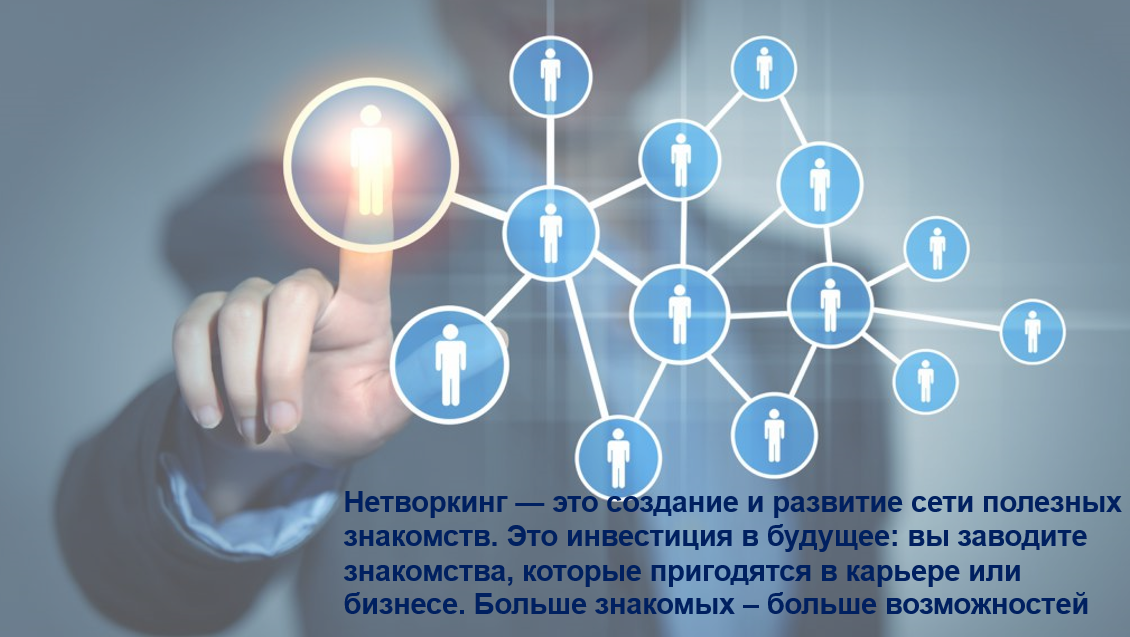 Нетворкинг — это создание и развитие сети полезных
знакомств. Это инвестиция в будущее: вы заводите
знакомства, которые пригодятся в карьере или
бизнесе. Больше знакомых – больше возможностей